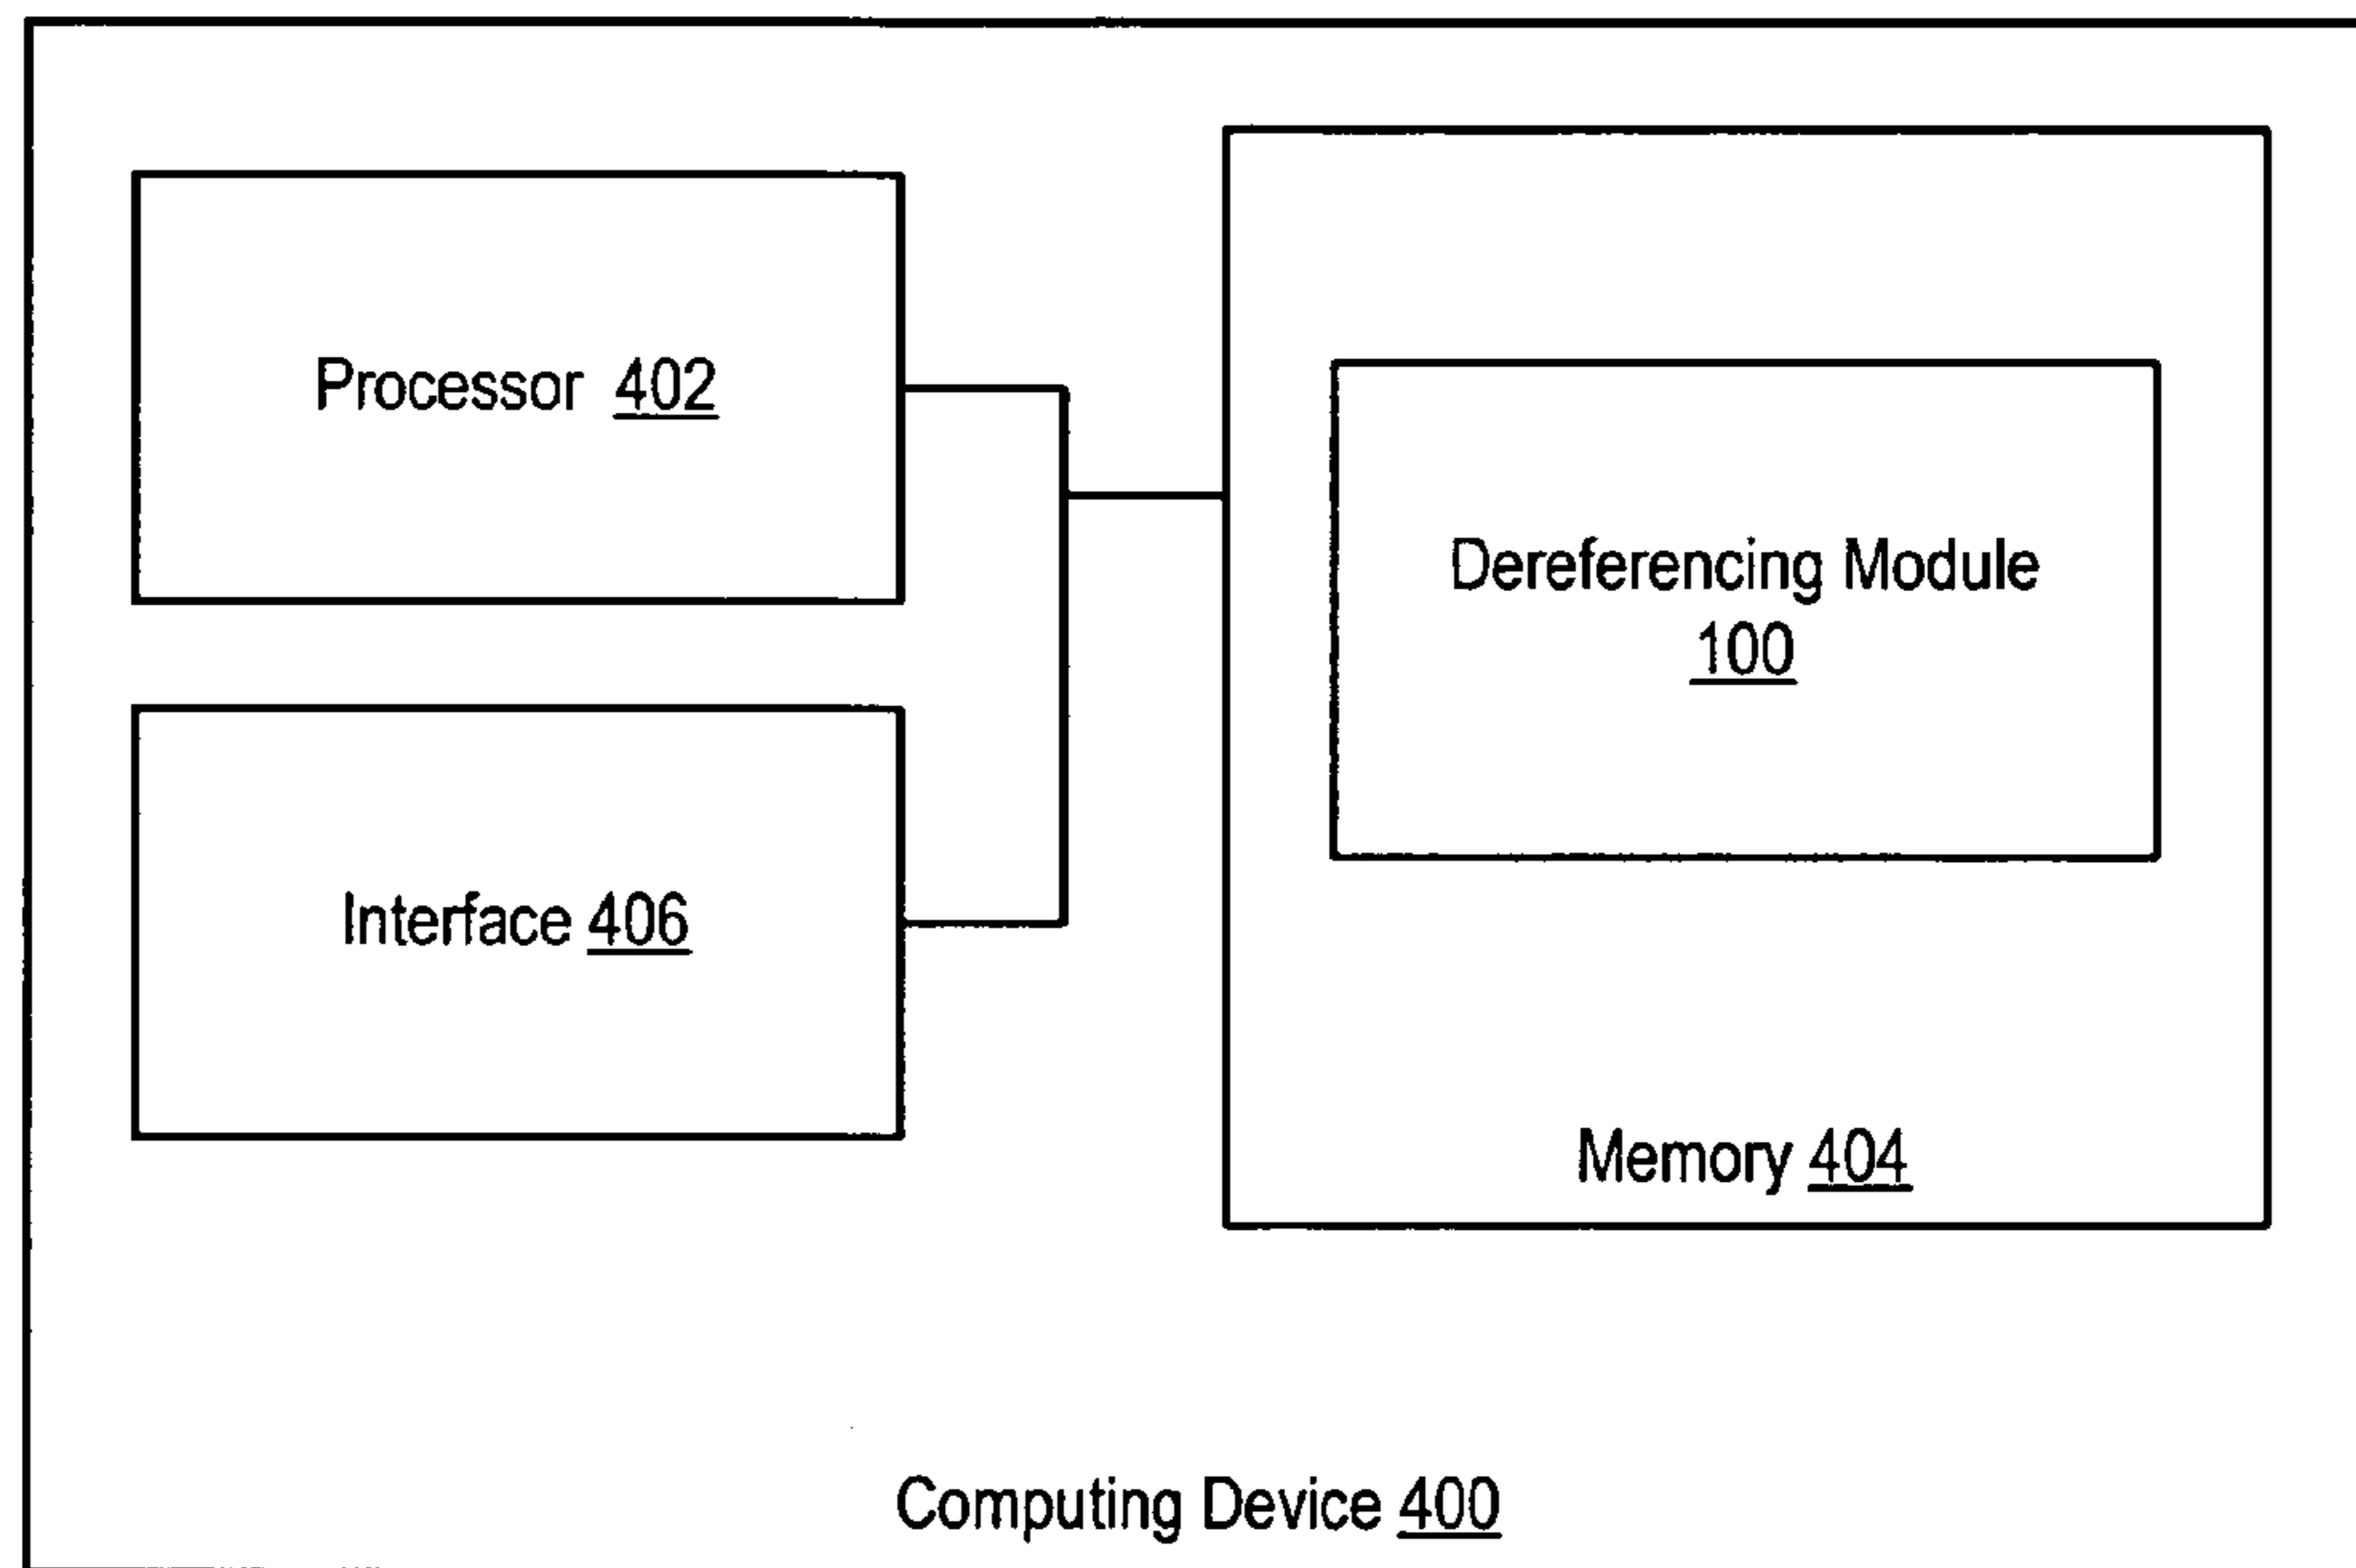 Processor 402
Dereferencing Module
100
Interface 406
Memory 404
Computing Device 400